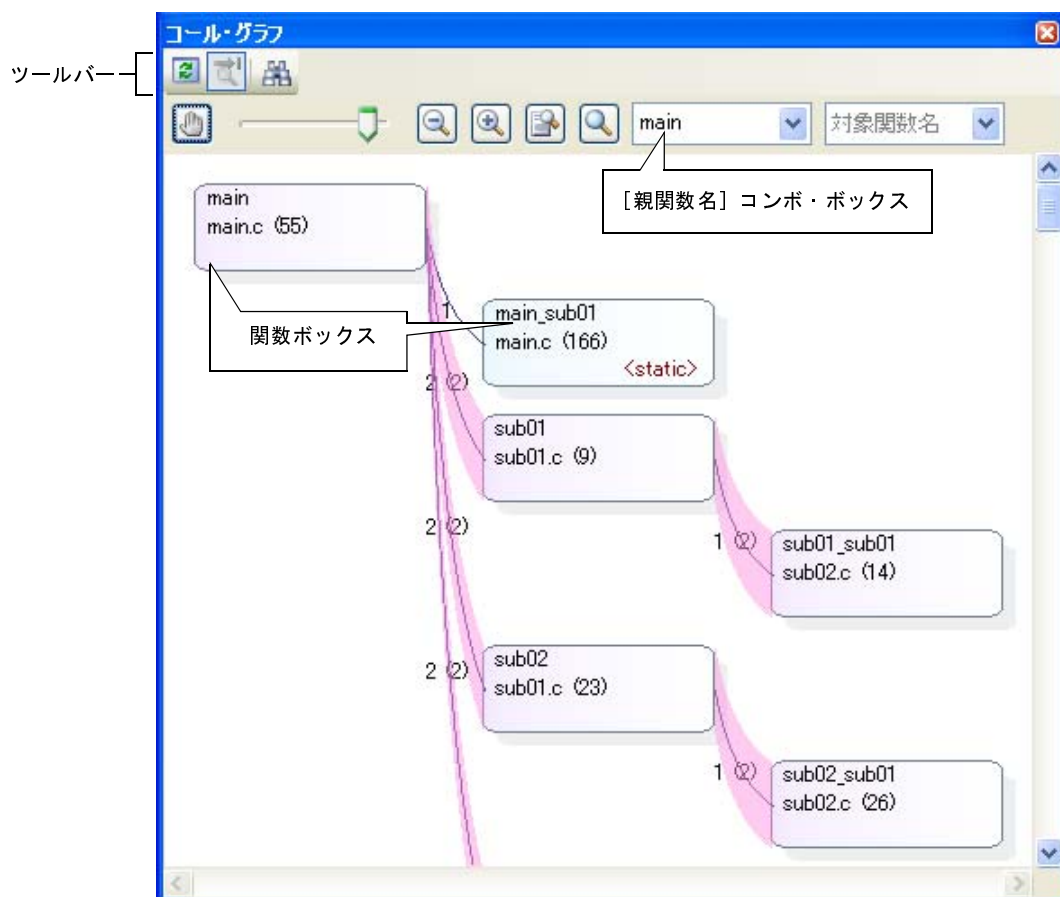 コール・グラフ
ツールバー
main
対象関数名
[親関数名] コンボ・ボックス
main
main.c (55)
関数ボックス
1
main_sub01
main.c (166)
<static>
2 (2)
sub01
sub01.c (9)
2 (2)
1 (2)
sub01_sub01
sub02.c (14)
2 (2)
sub02
sub01.c (23)
1 (2)
sub02_sub01
sub02.c (26)